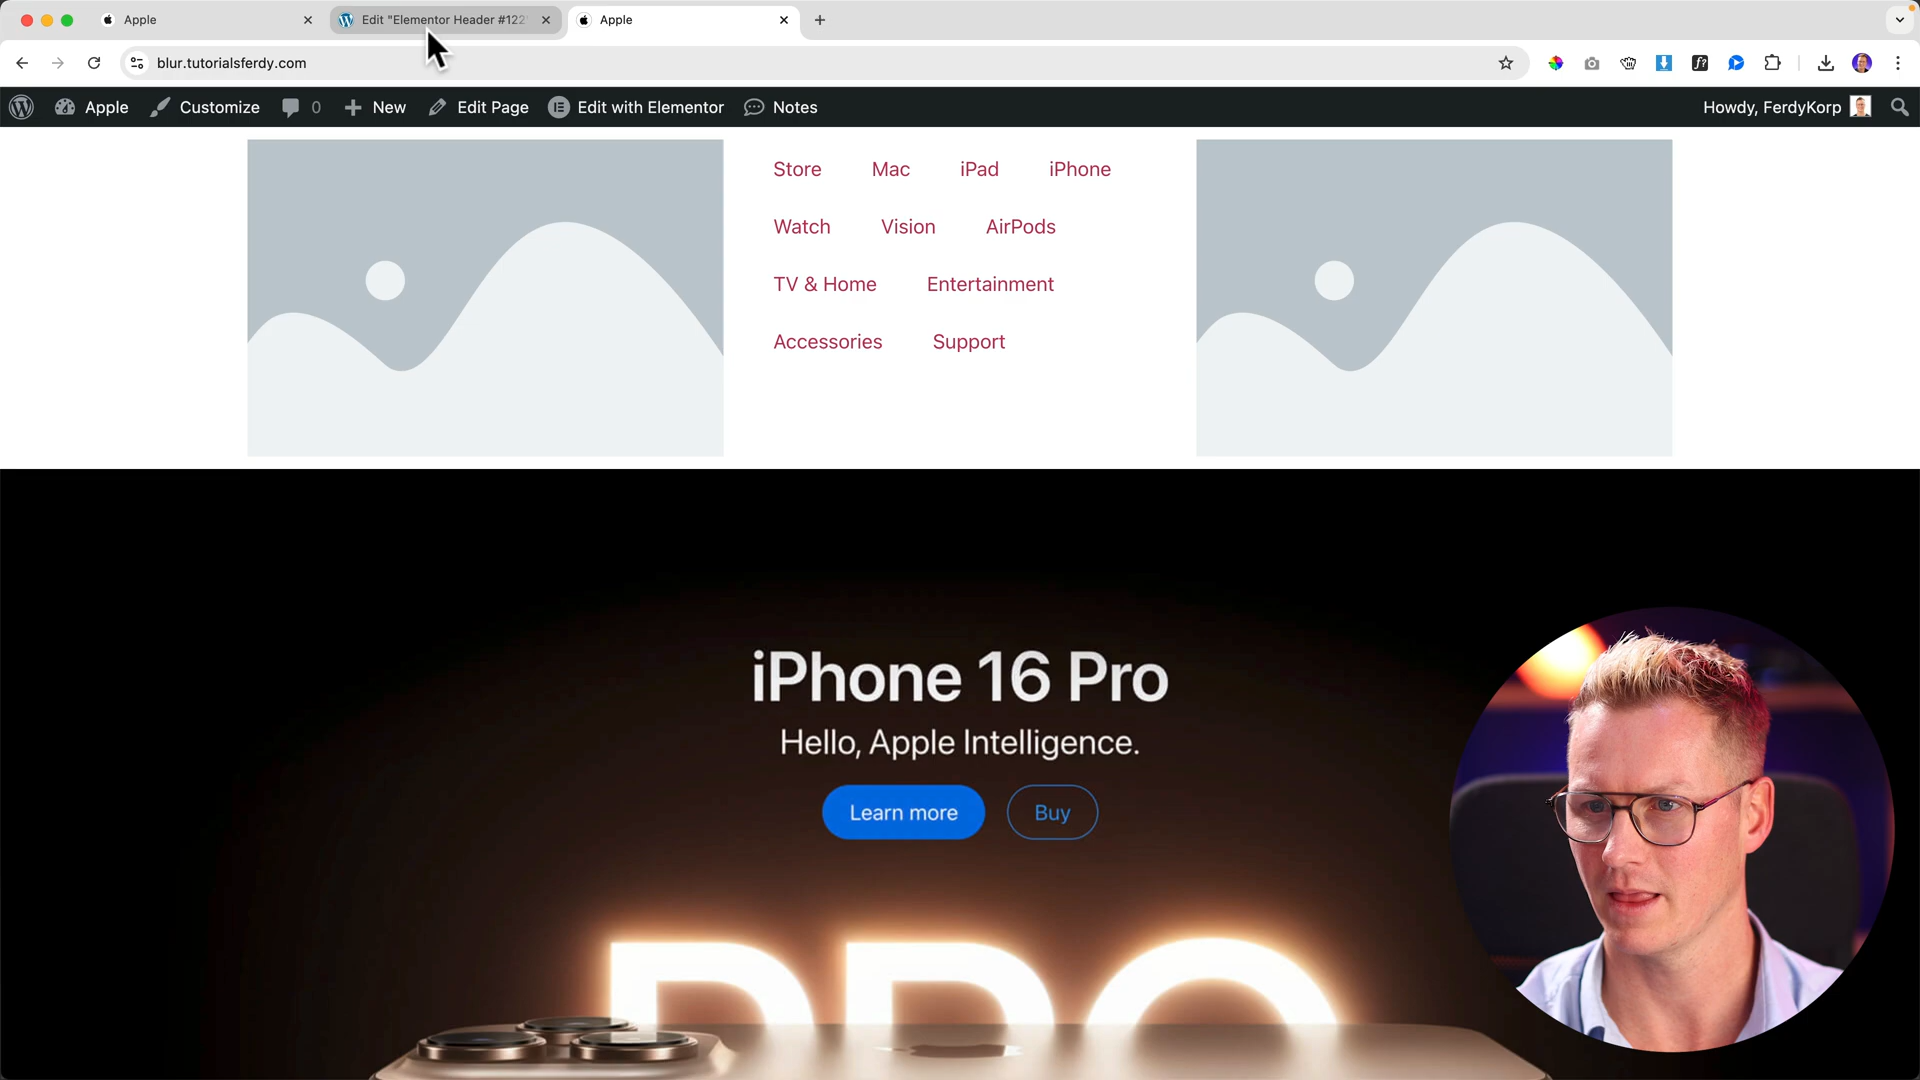 Apple
Edit "Elementor Header #122"
Apple
blur.tutorialsferdy.com
Apple
Customize
0
New
Edit Page
Edit with Elementor
Notes
Howdy, FerdyKorp
Store
Mac
iPad
iPhone
Watch
Vision
AirPods
TV & Home
Entertainment
Accessories
Support
iPhone 16 Pro
Hello, Apple Intelligence.
Learn more
Buy
PRO